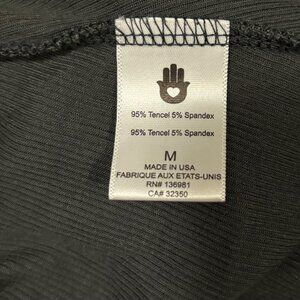 95% Tencel 5% Spandex
95% Tencel 5% Spandex
M
MADE IN USA
FABRIQUE AUX ETATS-UNIS
RN# 136981
CA# 32350